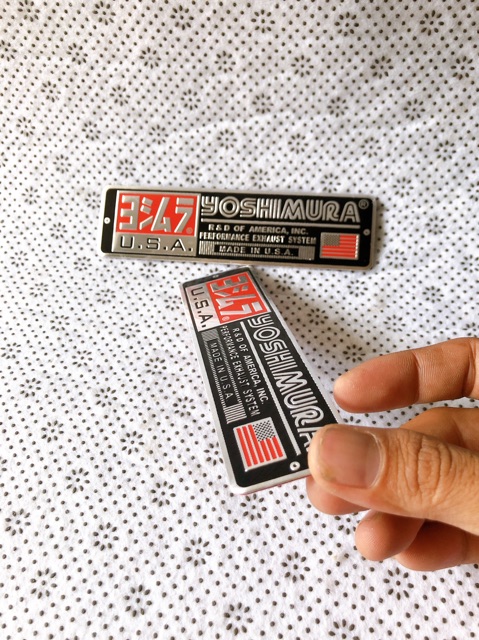 ヨシムラ
U.S.A.
YOSHIMURA®
R&D OF AMERICA, INC.
PERFORMANCE EXHAUST SYSTEM
MADE IN U.S.A.
ヨシムラ
U.S.A.
YOSHIMURA
R&D OF AMERICA, INC.
PERFORMANCE EXHAUST SYSTEM
MADE IN U.S.A.